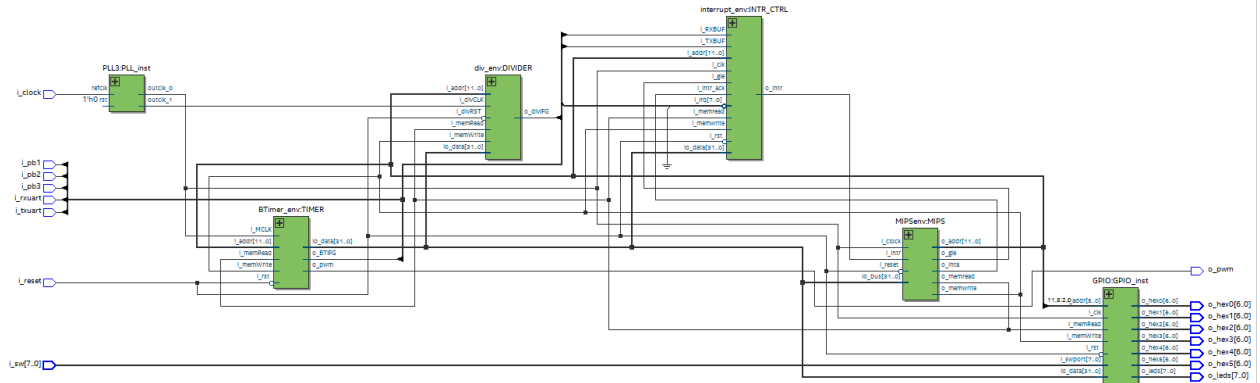 interrupt_env:INTR_CTRL
i_RXBUF
i_TXBUF
i_addr[11..0]
i_clk
i_gie
i_intr_ack
i_irq[7..0]
i_memread
i_memwrite
i_rst
io_data[31..0]
o_intr
PLL3:PLL_inst
refclk
1'h0 rst
outclk_0
outclk_1
i_clock
div_env:DIVIDER
i_addr[11..0]
i_divCLK
i_divRST
i_memRead
i_memWrite
io_data[31..0]
o_divIFG
i_pb1
i_pb2
i_pb3
i_rxuart
i_txuart
BTimer_env:TIMER
i_MCLK
i_addr[11..0]
i_memRead
i_memWrite
i_rst
io_data[31..0]
o_BTIFG
o_pwm
i_reset
MIPSenv:MIPS
i_clock
i_intr
i_reset
io_bus[31..0]
o_addr[11..0]
o_gie
o_inta
o_memread
o_memwrite
o_pwm
GPIO:GPIO_inst
i_clk
i_memRead
i_memWrite
i_rst
i_swport[7..0]
io_data[31..0]
o_hex0[6..0]
o_hex1[6..0]
o_hex2[6..0]
o_hex3[6..0]
o_hex4[6..0]
o_hex5[6..0]
o_leds[7..0]
o_hex0[6..0]
o_hex1[6..0]
o_hex2[6..0]
o_hex3[6..0]
o_hex4[6..0]
o_hex5[6..0]
o_leds[7..0]
i_sw[7..0]